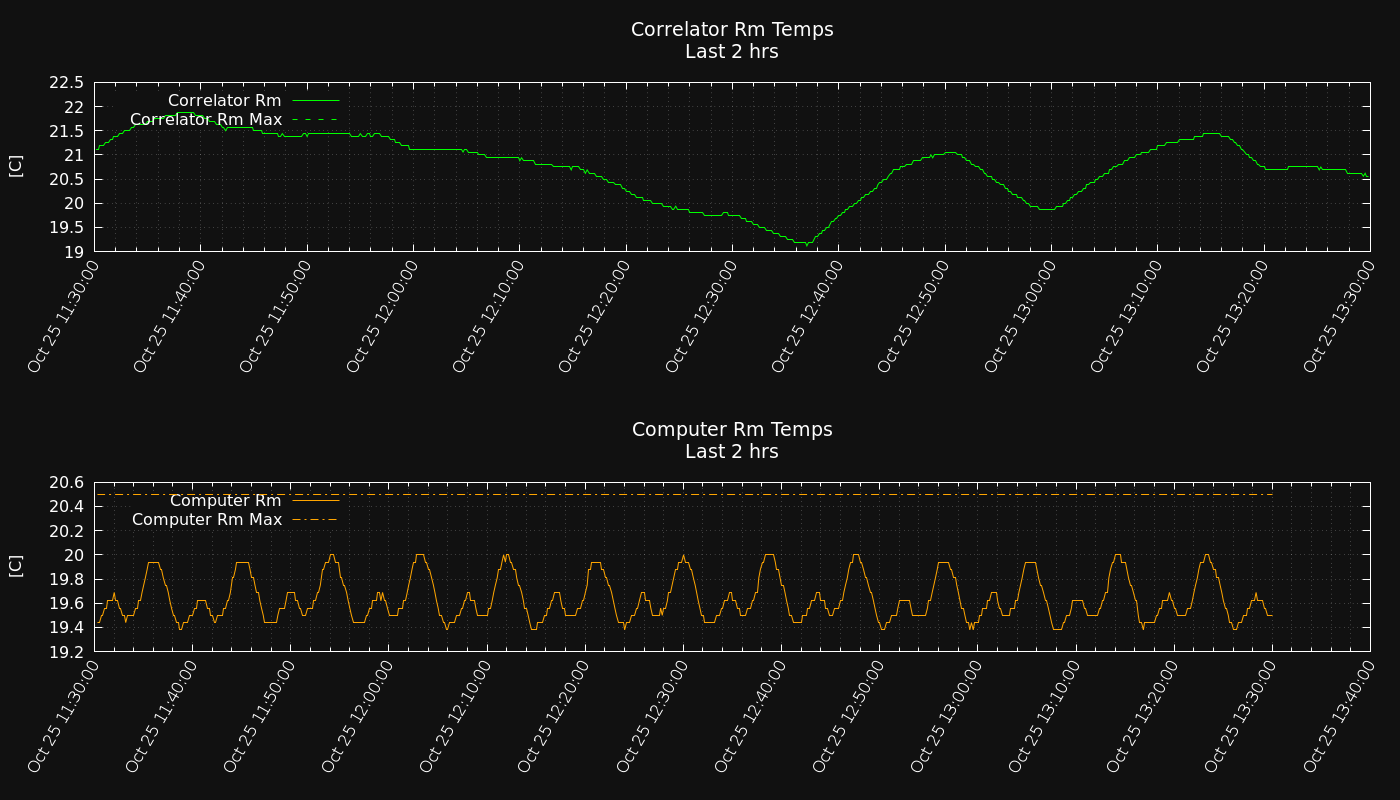 Correlator Rm Temps
Last 2 hrs
22.5
22
21.5
21
20.5
20
19.5
19
[C]
Correlator Rm
Correlator Rm Max
Oct 25 11:30:00
Oct 25 11:40:00
Oct 25 11:50:00
Oct 25 12:00:00
Oct 25 12:10:00
Oct 25 12:20:00
Oct 25 12:30:00
Oct 25 12:40:00
Oct 25 12:50:00
Oct 25 13:00:00
Oct 25 13:10:00
Oct 25 13:20:00
Oct 25 13:30:00
Computer Rm Temps
Last 2 hrs
20.6
20.4
20.2
20
19.8
19.6
19.4
19.2
[C]
Computer Rm
Computer Rm Max
Oct 25 11:30:00
Oct 25 11:40:00
Oct 25 11:50:00
Oct 25 12:00:00
Oct 25 12:10:00
Oct 25 12:20:00
Oct 25 12:30:00
Oct 25 12:40:00
Oct 25 12:50:00
Oct 25 13:00:00
Oct 25 13:10:00
Oct 25 13:20:00
Oct 25 13:30:00
Oct 25 13:40:00